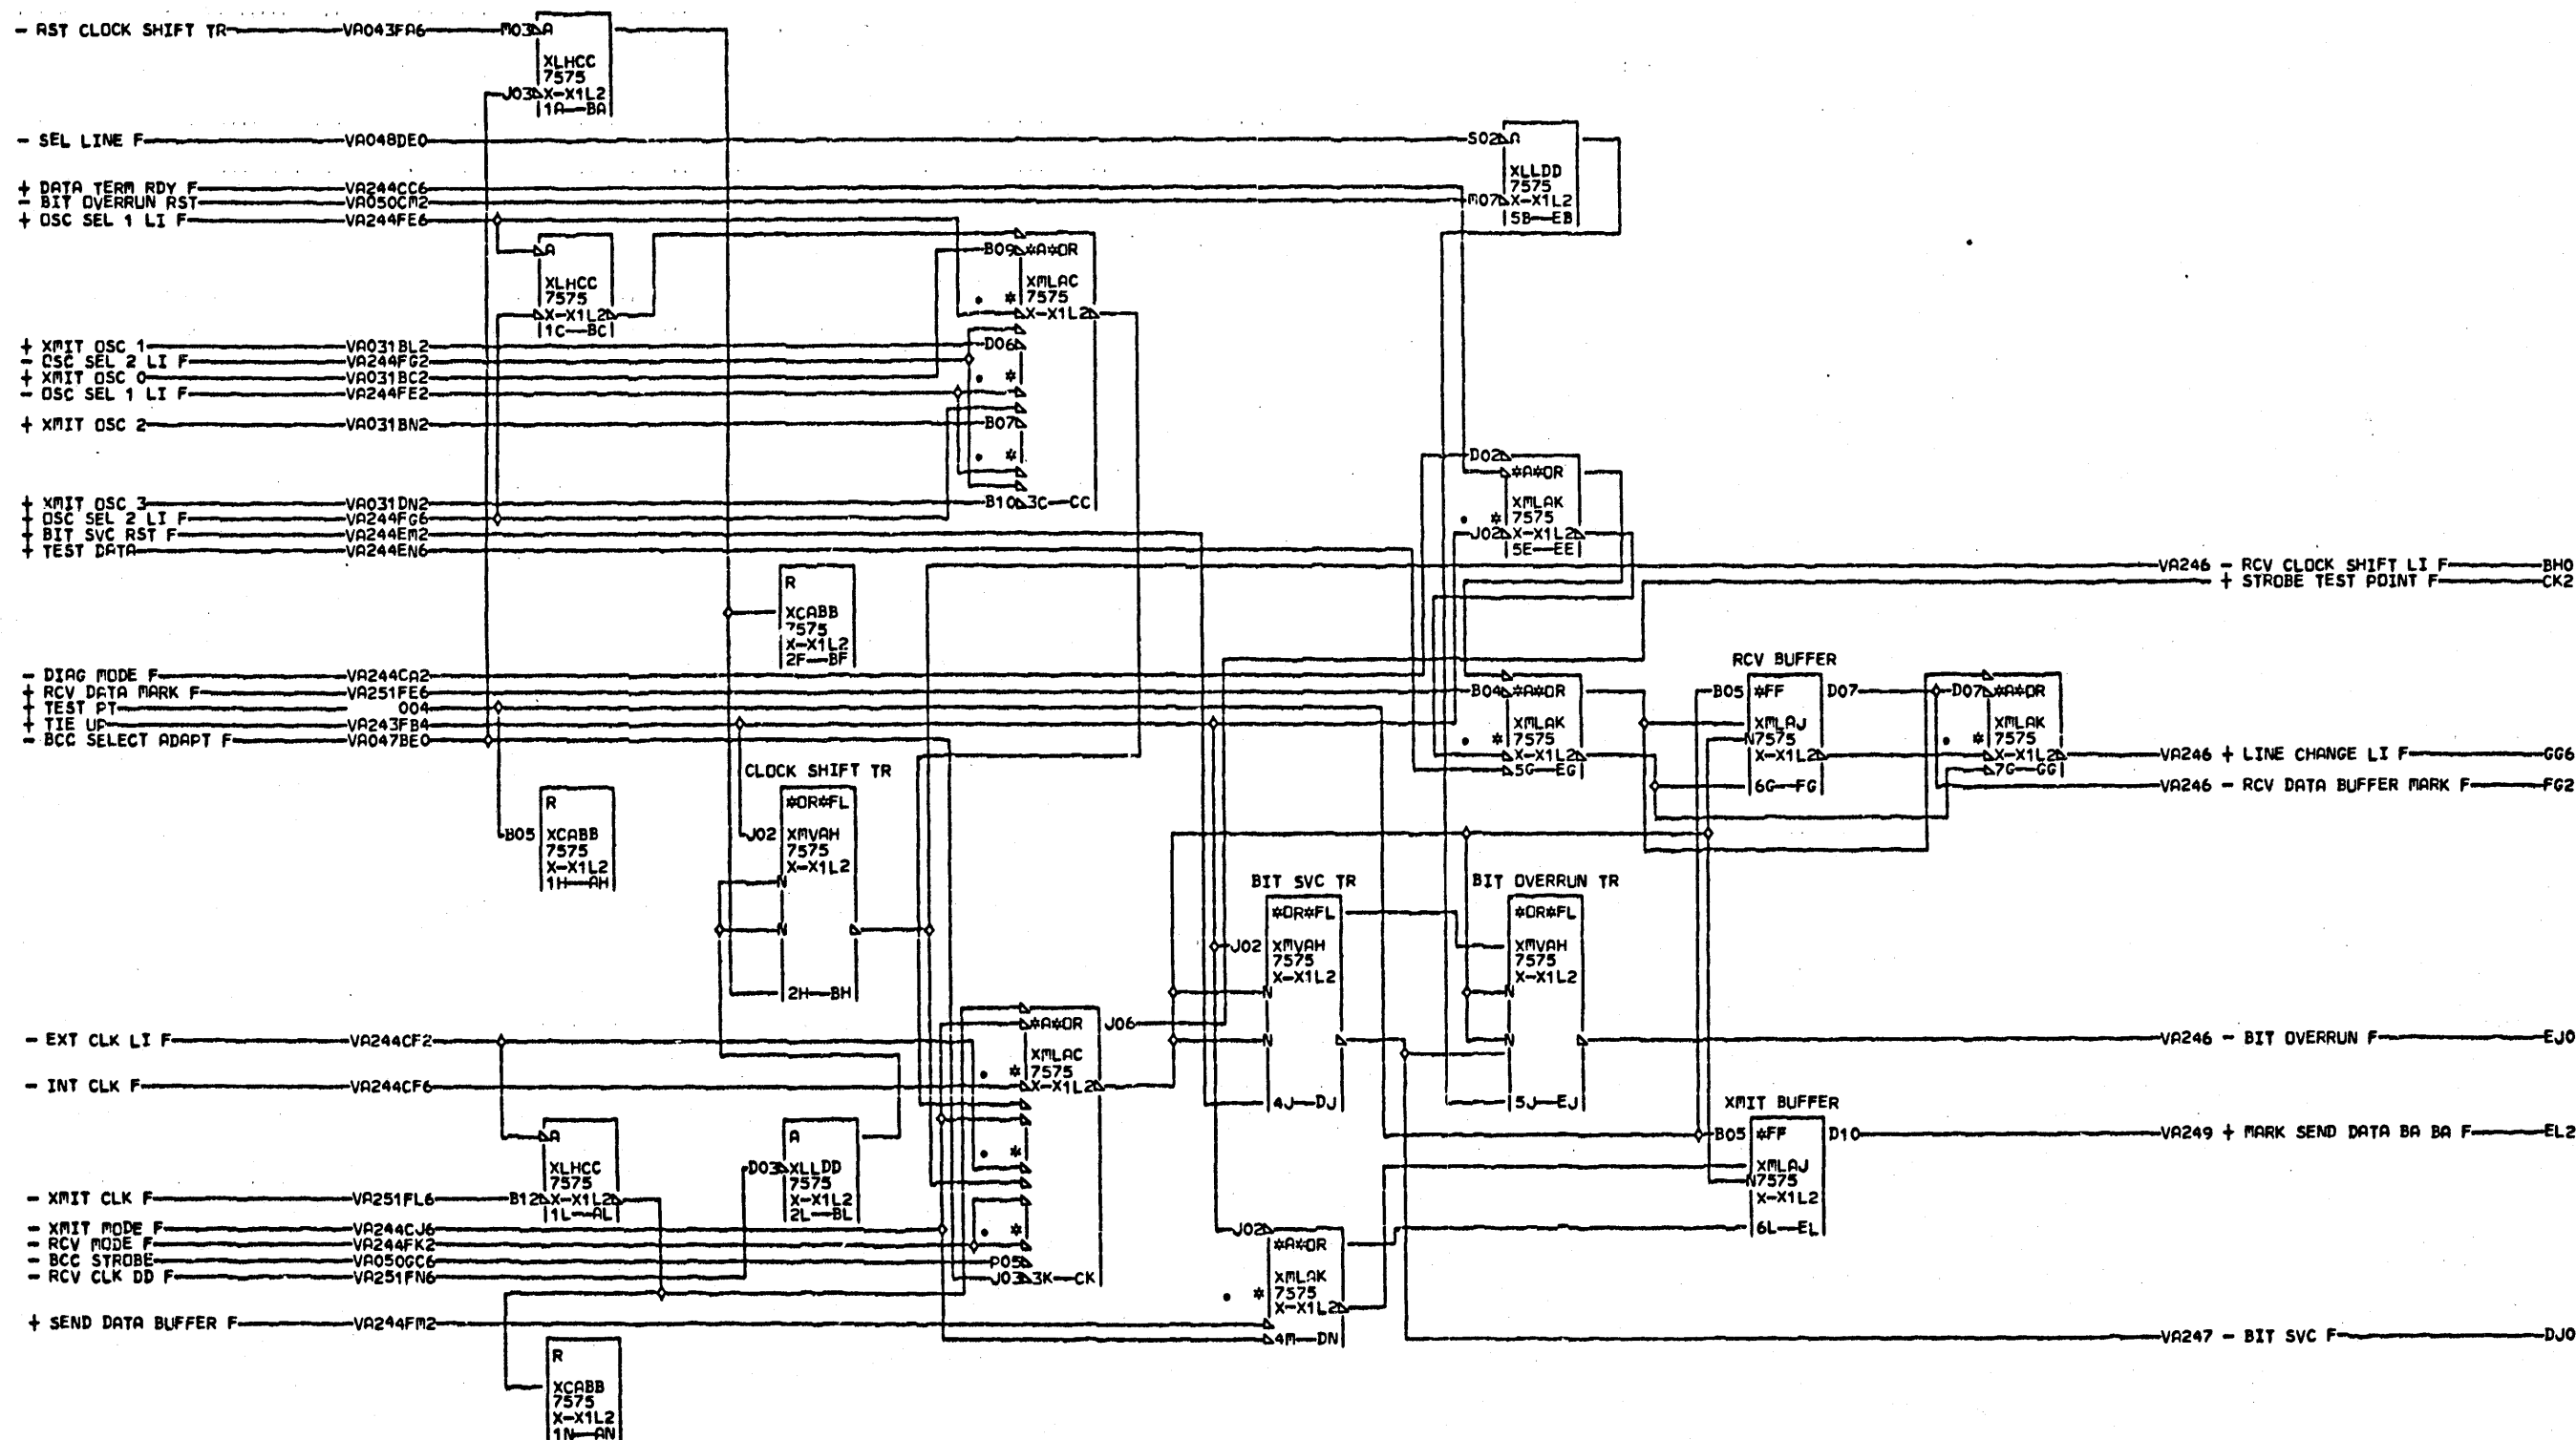 - RST CLOCK SHIFT TR VA043FA6 M03 A
XLHCC
7575
J03 X-X1L2
1A BA
- SEL LINE F VA048DE0 S02 A
XLLDD
7575
M07 X-X1L2
5B EB
+ DATA TERM RDY F VA244CC6
- BIT OVERRUN RST VA050CM2
+ OSC SEL 1 LI F VA244FE6
A
XLHCC
7575
X-X1L2
1C BC
B09 *A*OR
XMLAC
7575
*
X-X1L2
D06
*
B07
*
B10 3C CC
+ XMIT OSC 1 VA031BL2
- OSC SEL 2 LI F VA244FG2
+ XMIT OSC 0 VA031BC2
- OSC SEL 1 LI F VA244FE2
+ XMIT OSC 2 VA031BN2
+ XMIT OSC 3 VA031DN2
+ OSC SEL 2 LI F VA244FG6
- BIT SVC RST F VA244EM2
+ TEST DATA VA244EN6
D02
*A*OR
XMLAK
* 7575
J02 X-X1L2
5E EE
VA246 - RCV CLOCK SHIFT LI F BH0
+ STROBE TEST POINT F CK2
R
XCABB
7575
X-X1L2
2F BF
- DIAG MODE F VA244CA2
+ RCV DATA MARK F VA251FE6
+ TEST PT 004
+ TIE UP VA243FB4
- BCC SELECT ADAPT F VA047BE0
B04 *A*OR
XMLAK
* 7575
X-X1L2
5G EG
RCV BUFFER
B05 *FF D07
XMLAJ
N7575
X-X1L2
6G FG
D07 *A*OR
XMLAK
* 7575
X-X1L2
7G GG
VA246 + LINE CHANGE LI F GG6
VA246 - RCV DATA BUFFER MARK F FG2
R
B05 XCABB
7575
X-X1L2
1H AH
CLOCK SHIFT TR
*OR*FL
J02 XMVAH
7575
X-X1L2
N
N
2H BH
BIT SVC TR
*OR*FL
J02 XMVAH
7575
X-X1L2
N
N
4J DJ
BIT OVERRUN TR
*OR*FL
XMVAH
7575
X-X1L2
N
N
5J EJ
- EXT CLK LI F VA244CF2
- INT CLK F VA244CF6
*A*OR J06
XMLAC
* 7575
X-X1L2
*
*
P05
J03 3K CK
VA246 - BIT OVERRUN F EJ0
A
XLHCC
7575
B12 X-X1L2
1L AL
A
D03 XLLDD
7575
X-X1L2
2L BL
XMIT BUFFER
B05 *FF D10
XMLAJ
N7575
X-X1L2
6L EL
VA249 + MARK SEND DATA BA BA F EL2
- XMIT CLK F VA251FL6
- XMIT MODE F VA244CJ6
- RCV MODE F VA244FK2
- BCC STROBE VA050GC6
- RCV CLK DD F VA251FN6
+ SEND DATA BUFFER F VA244FM2
J02
*A*OR
XMLAK
* 7575
X-X1L2
4M DN
VA247 - BIT SVC F DJ0
R
XCABB
7575
X-X1L2
1N AN